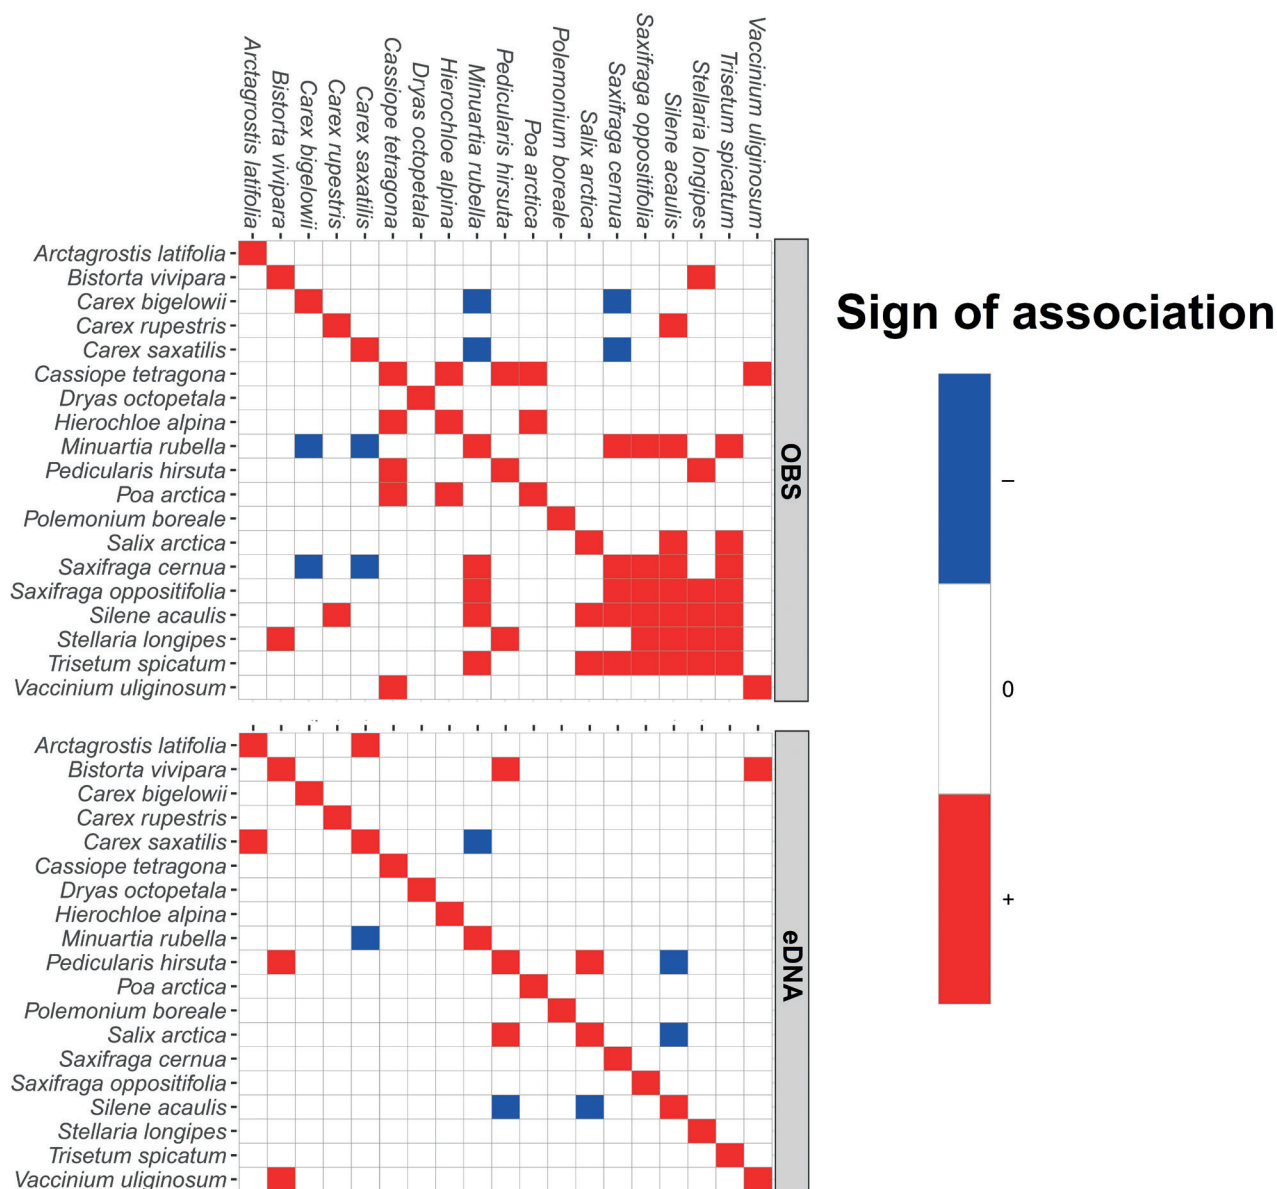 Arctagrostis latifolia
Bistorta vivipara
Carex bigelowii
Carex rupestris
Carex saxatilis
Cassiope tetragona
Dryas octopetala
Hierochloe alpina
Minuartia rubella
Pedicularis hirsuta
Poa arctica
Polemonium boreale
Salix arctica
Saxifraga cernua
Saxifraga oppositifolia
Silene acaulis
Stellaria longipes
Trisetum spicatum
Vaccinium uliginosum
Arctagrostis latifolia
Bistorta vivipara
Carex bigelowii
Carex rupestris
Carex saxatilis
Cassiope tetragona
Dryas octopetala
Hierochloe alpina
Minuartia rubella
Pedicularis hirsuta
Poa arctica
Polemonium boreale
Salix arctica
Saxifraga cernua
Saxifraga oppositifolia
Silene acaulis
Stellaria longipes
Trisetum spicatum
Vaccinium uliginosum
OBS
Arctagrostis latifolia
Bistorta vivipara
Carex bigelowii
Carex rupestris
Carex saxatilis
Cassiope tetragona
Dryas octopetala
Hierochloe alpina
Minuartia rubella
Pedicularis hirsuta
Poa arctica
Polemonium boreale
Salix arctica
Saxifraga cernua
Saxifraga oppositifolia
Silene acaulis
Stellaria longipes
Trisetum spicatum
Vaccinium uliginosum
eDNA
Sign of association
−
0
+